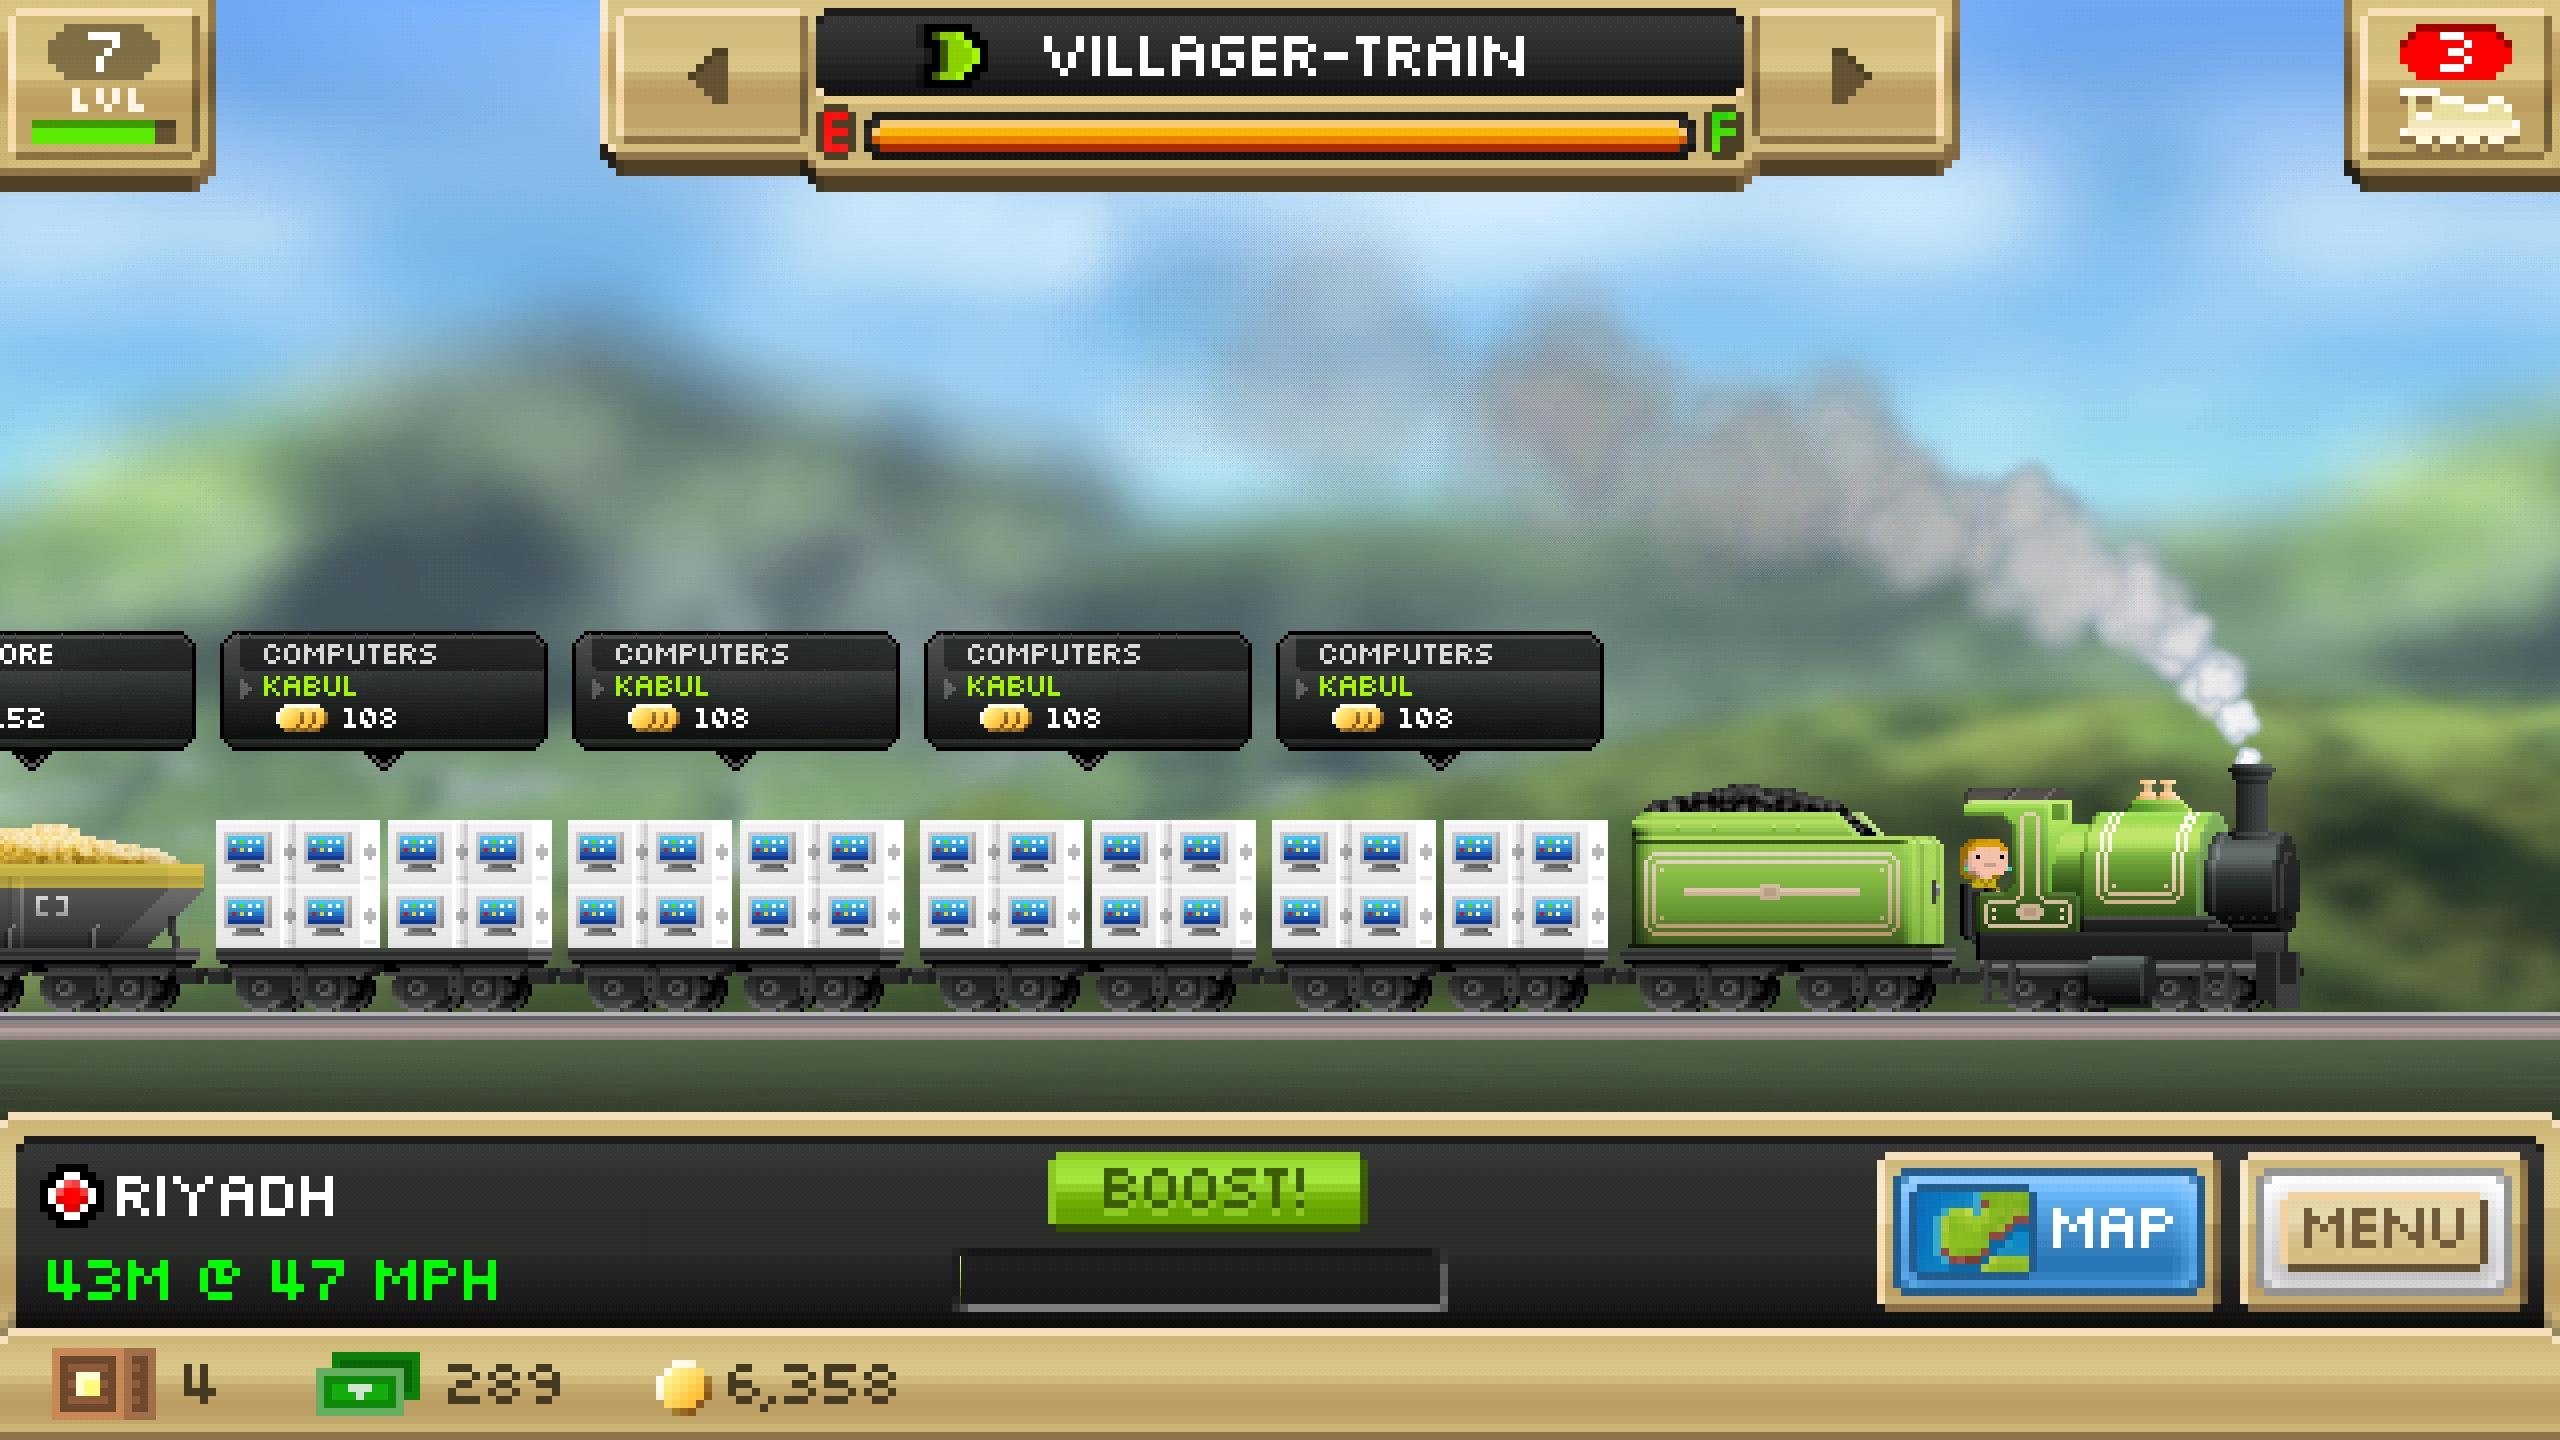 7
LVL
VILLAGER-TRAIN
E F
3
ORE
152
COMPUTERS
KABUL
108
COMPUTERS
KABUL
108
COMPUTERS
KABUL
108
COMPUTERS
KABUL
108
RIYADH
43M @ 47 MPH
BOOST!
MAP
MENU
4
289
6,358